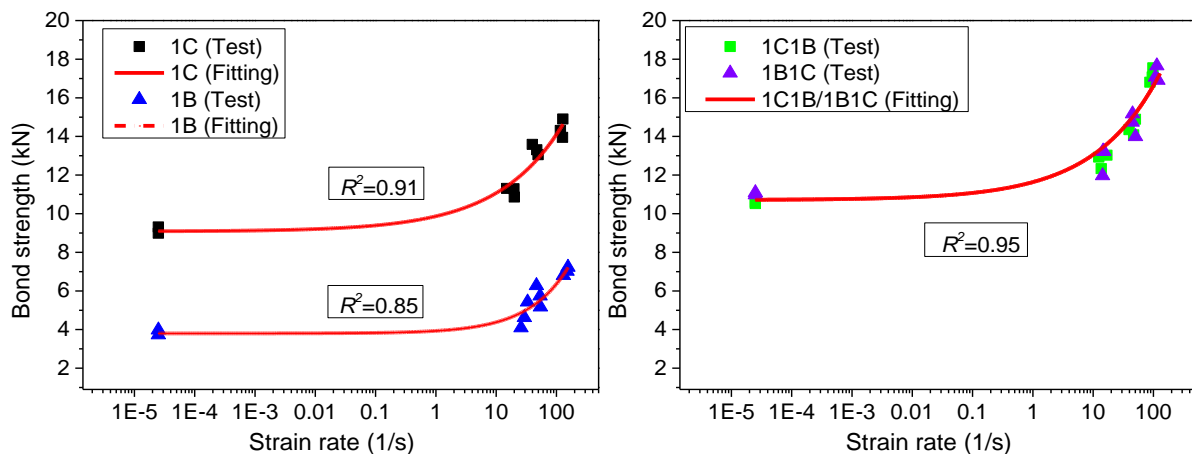 20
18
16
14
12
10
8
6
4
2
Bond strength (kN)
1C (Test)
1C (Fitting)
1B (Test)
1B (Fitting)
R²=0.91
R²=0.85
1E-5 1E-4 1E-3 0.01 0.1 1 10 100
Strain rate (1/s)
20
18
16
14
12
10
8
6
4
2
Bond strength (kN)
1C1B (Test)
1B1C (Test)
1C1B/1B1C (Fitting)
R²=0.95
1E-5 1E-4 1E-3 0.01 0.1 1 10 100
Strain rate (1/s)